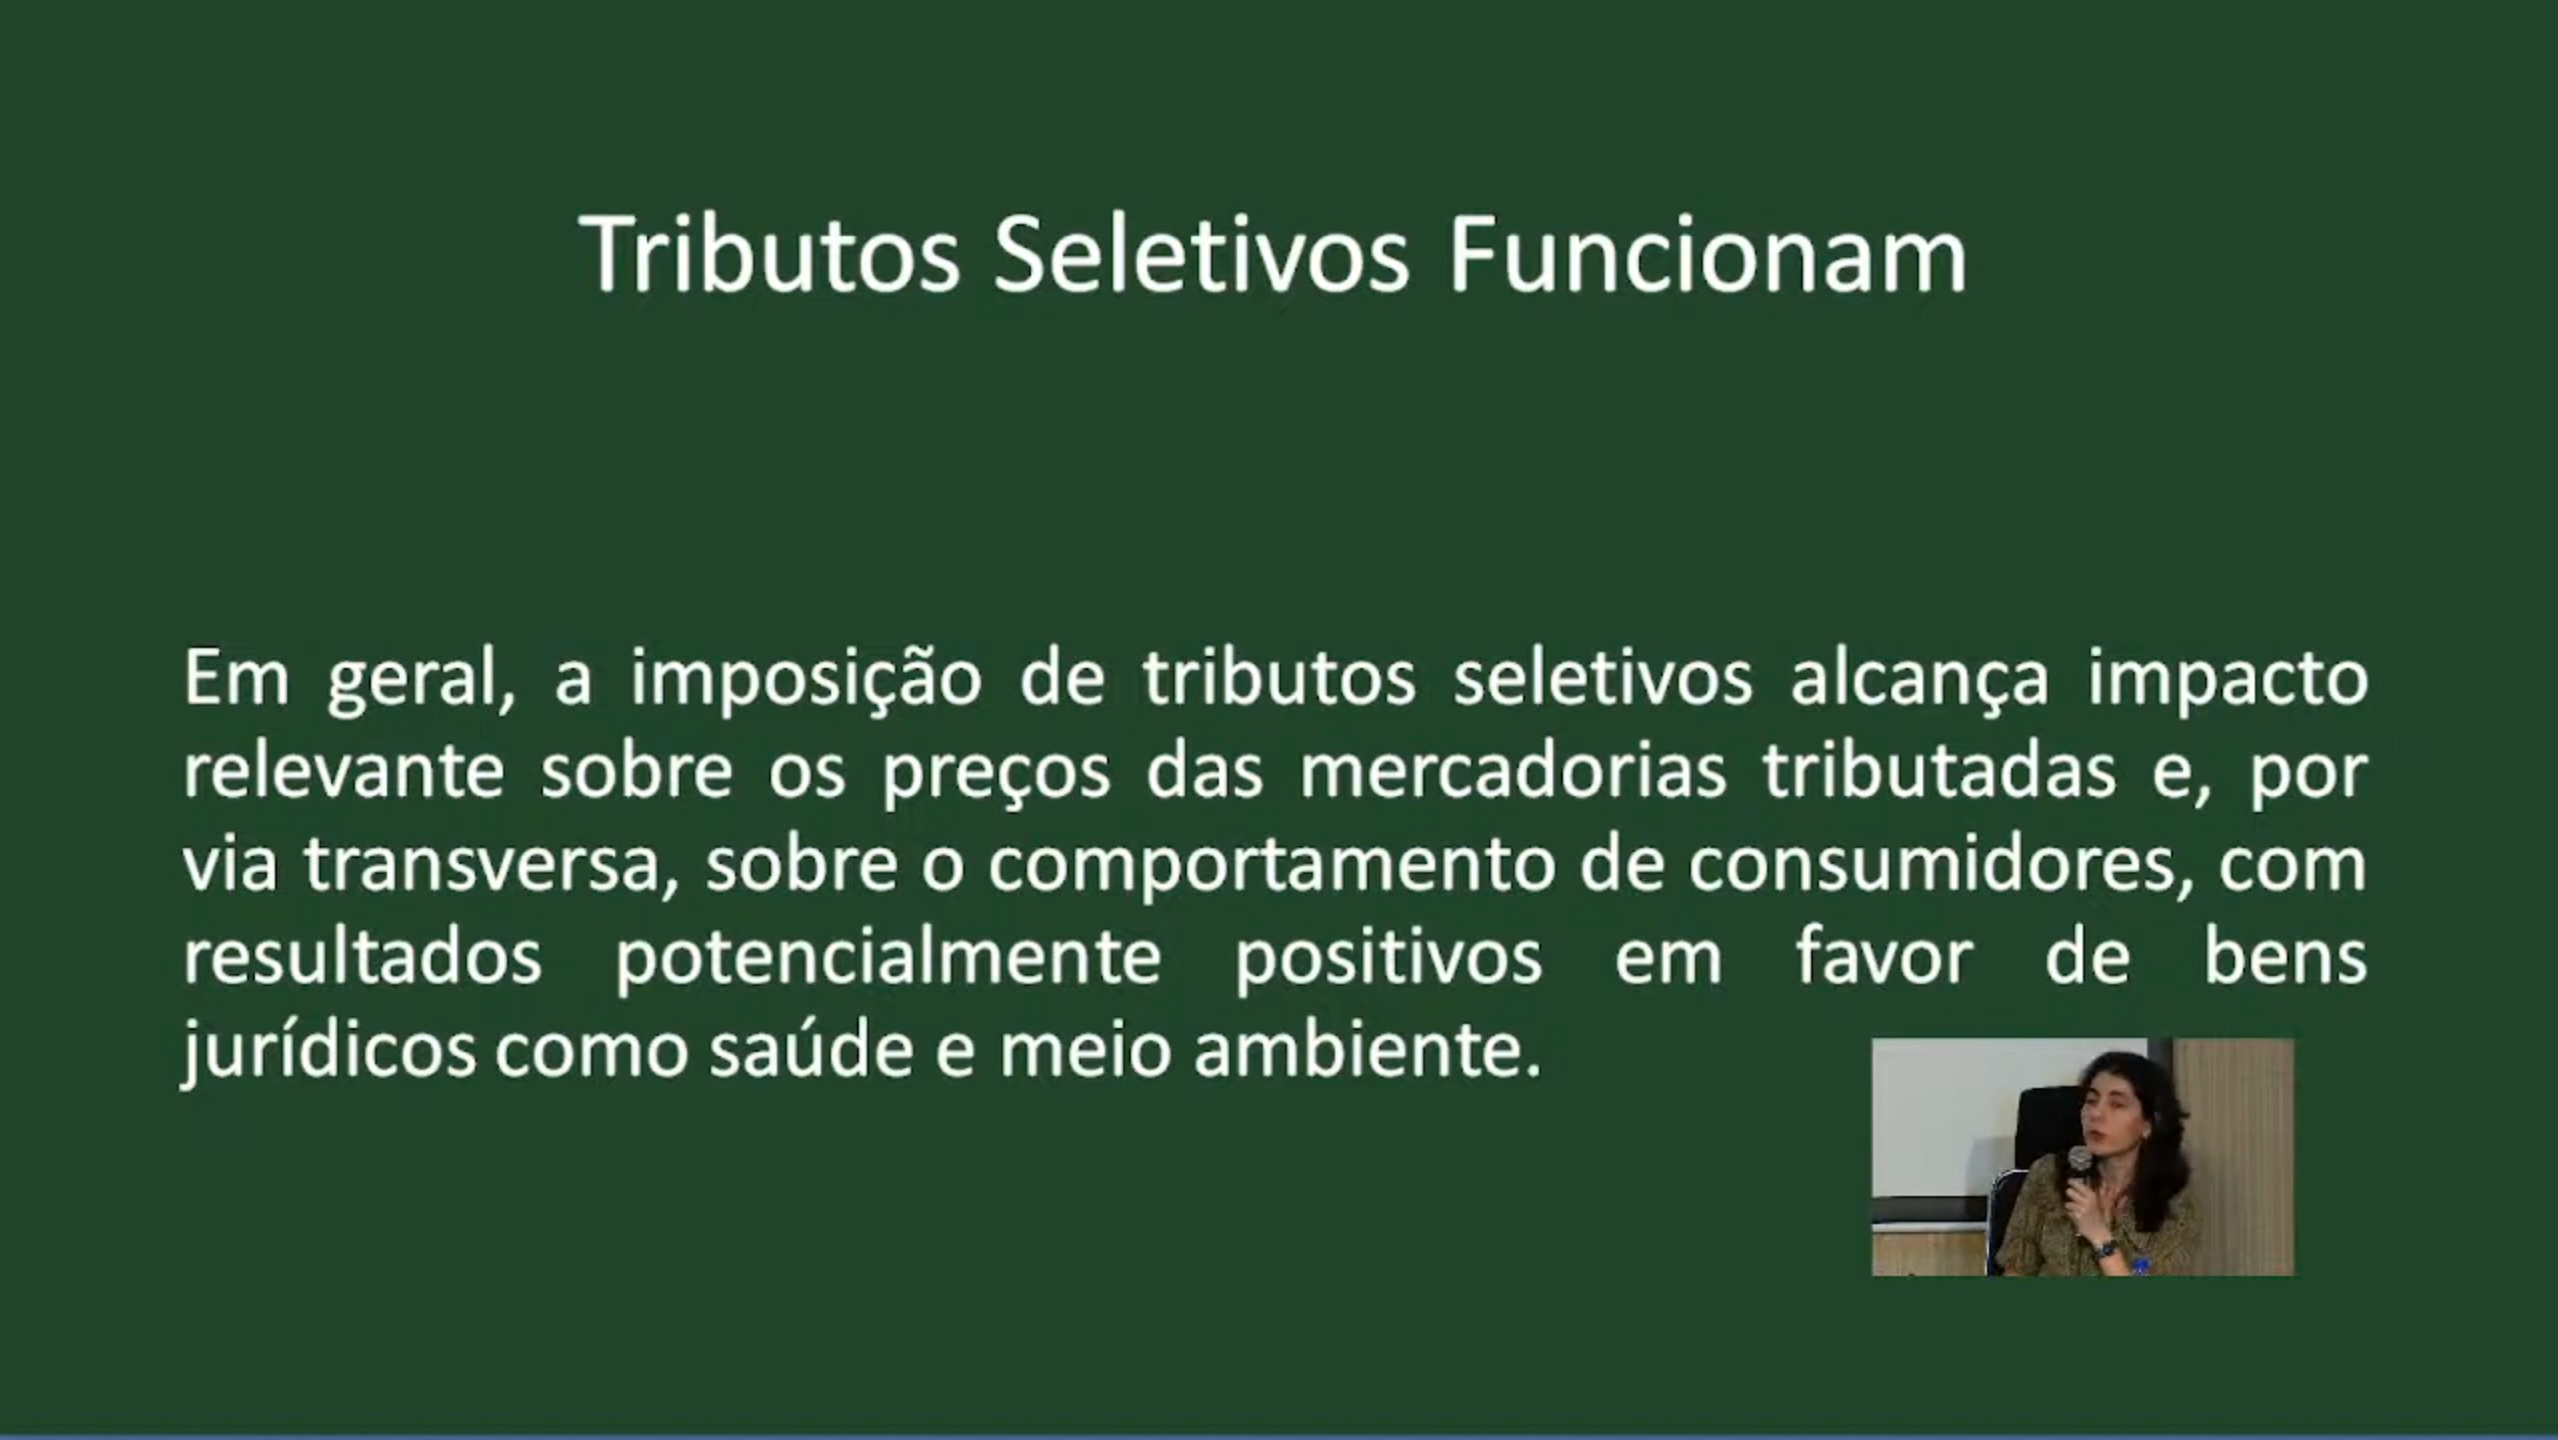 Tributos Seletivos Funcionam
Em geral, a imposição de tributos seletivos alcança impacto
relevante sobre os preços das mercadorias tributadas e, por
via transversa, sobre o comportamento de consumidores, com
resultados potencialmente positivos em favor de bens
jurídicos como saúde e meio ambiente.